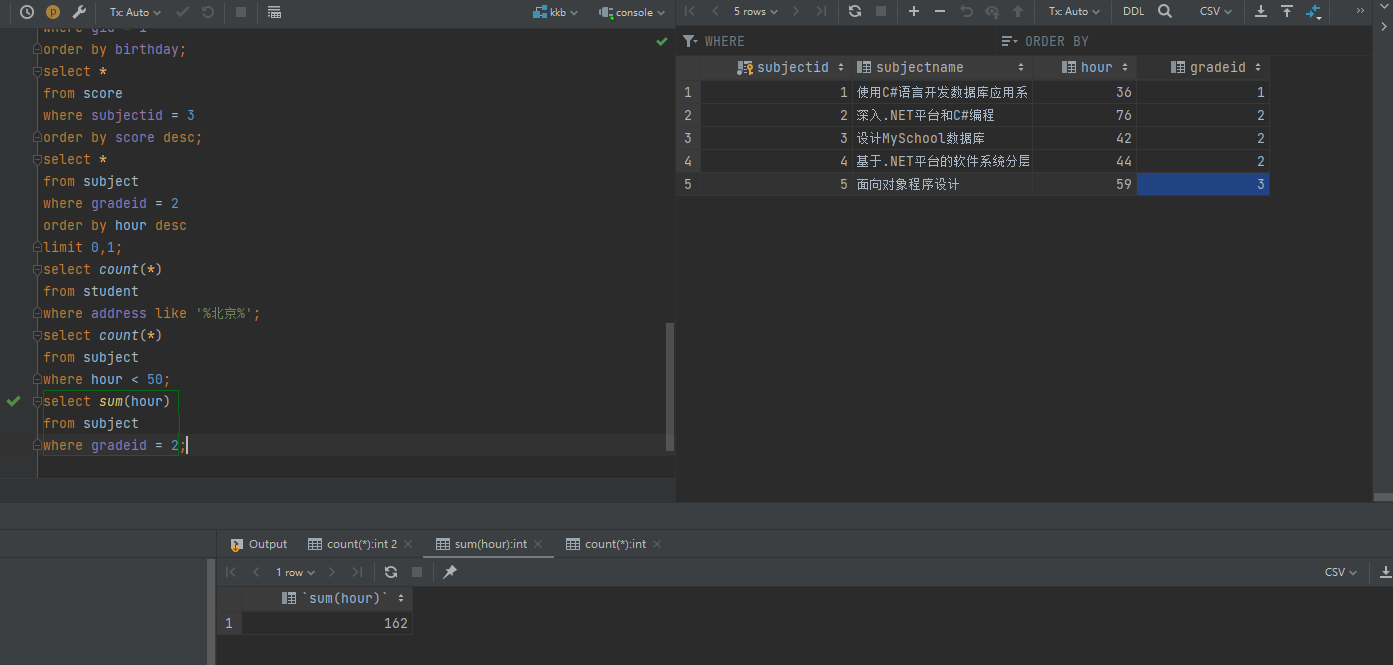 Tx: Auto
kkb
console
where gid = 1
order by birthday;
select *
from score
where subjectid = 3
order by score desc;
select *
from subject
where gradeid = 2
order by hour desc
limit 0,1;
select count(*)
from student
where address like '%北京%';
select count(*)
from subject
where hour < 50;
select sum(hour)
from subject
where gradeid = 2;
5 rows
Tx: Auto
DDL
CSV
WHERE
ORDER BY
subjectid subjectname hour gradeid
1 1 使用C#语言开发数据库应用系 36 1
2 2 深入.NET平台和C#编程 76 2
3 3 设计MySchool数据库 42 2
4 4 基于.NET平台的软件系统分层 44 2
5 5 面向对象程序设计 59 3
Output
count(*):int 2
sum(hour):int
count(*):int
1 row
CSV
`sum(hour)`
1 162